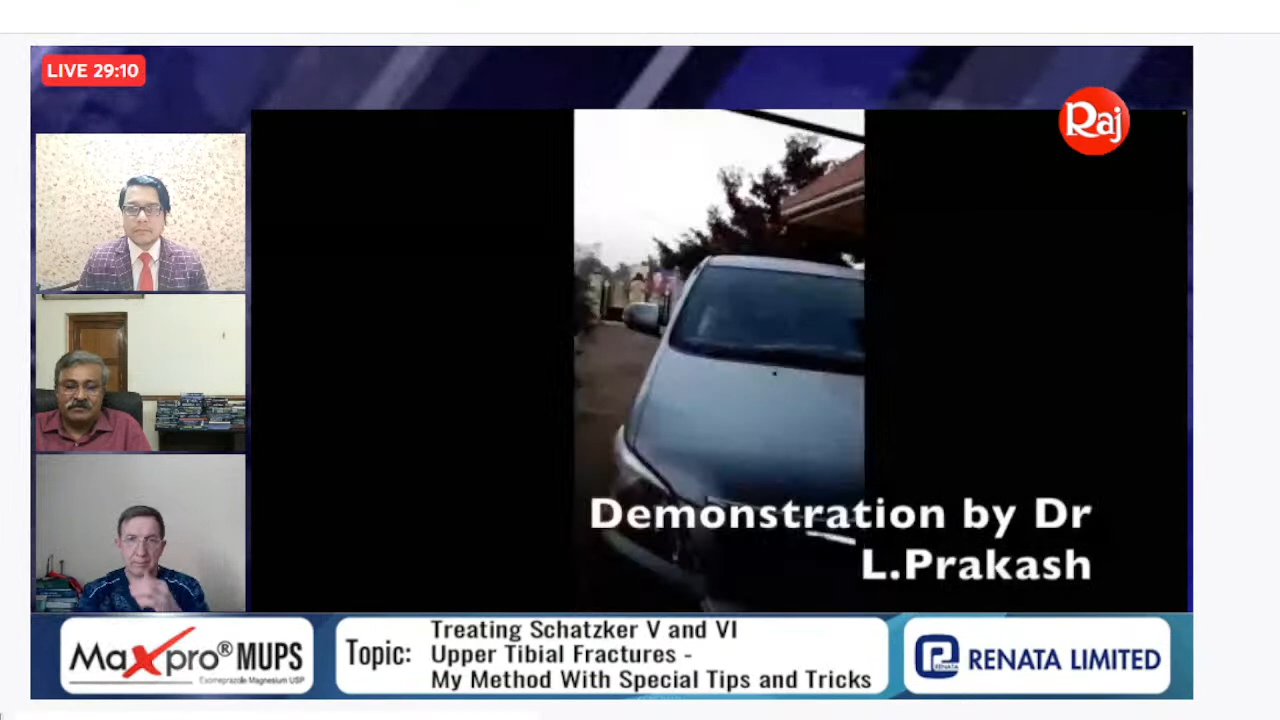 LIVE 29:10
Raj
Demonstration by Dr
L.Prakash
Maxpro® MUPS
Esomeprazole Magnesium USP
Topic:
Treating Schatzker V and VI
Upper Tibial Fractures -
My Method With Special Tips and Tricks
RENATA
RENATA LIMITED